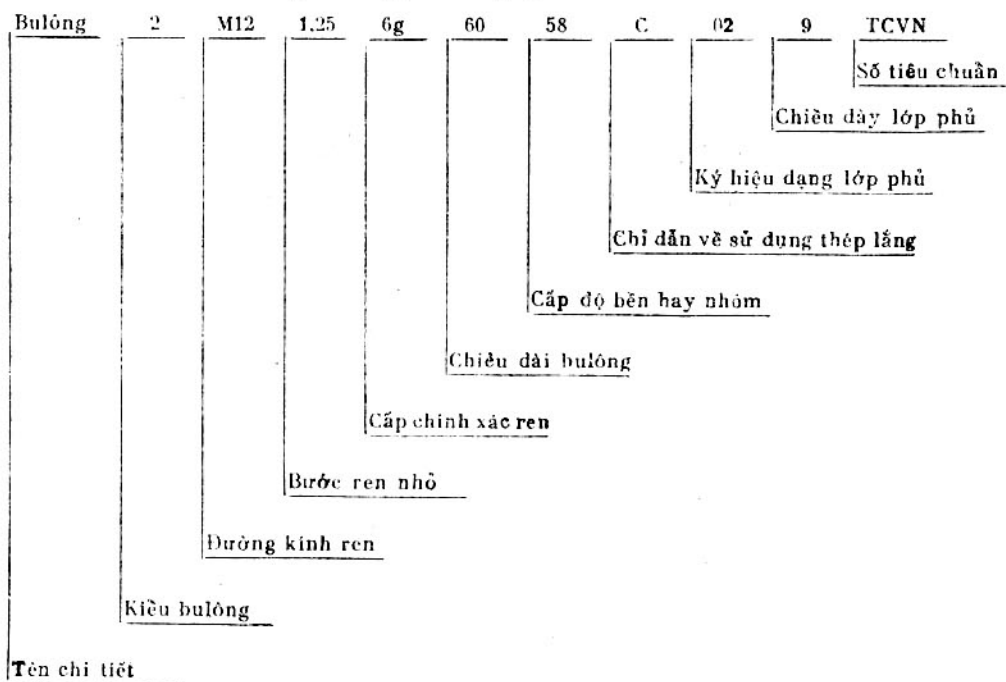 Bulông 2 M12 1,25 6g 60 58 C 02 9 TCVN
Số tiêu chuẩn
Chiều dày lớp phủ
Ký hiệu dạng lớp phủ
Chỉ dẫn về sử dụng thép lắng
Cấp độ bền hay nhóm
Chiều dài bulông
Cấp chính xác ren
Bước ren nhỏ
Đường kính ren
Kiểu bulông
Tên chi tiết